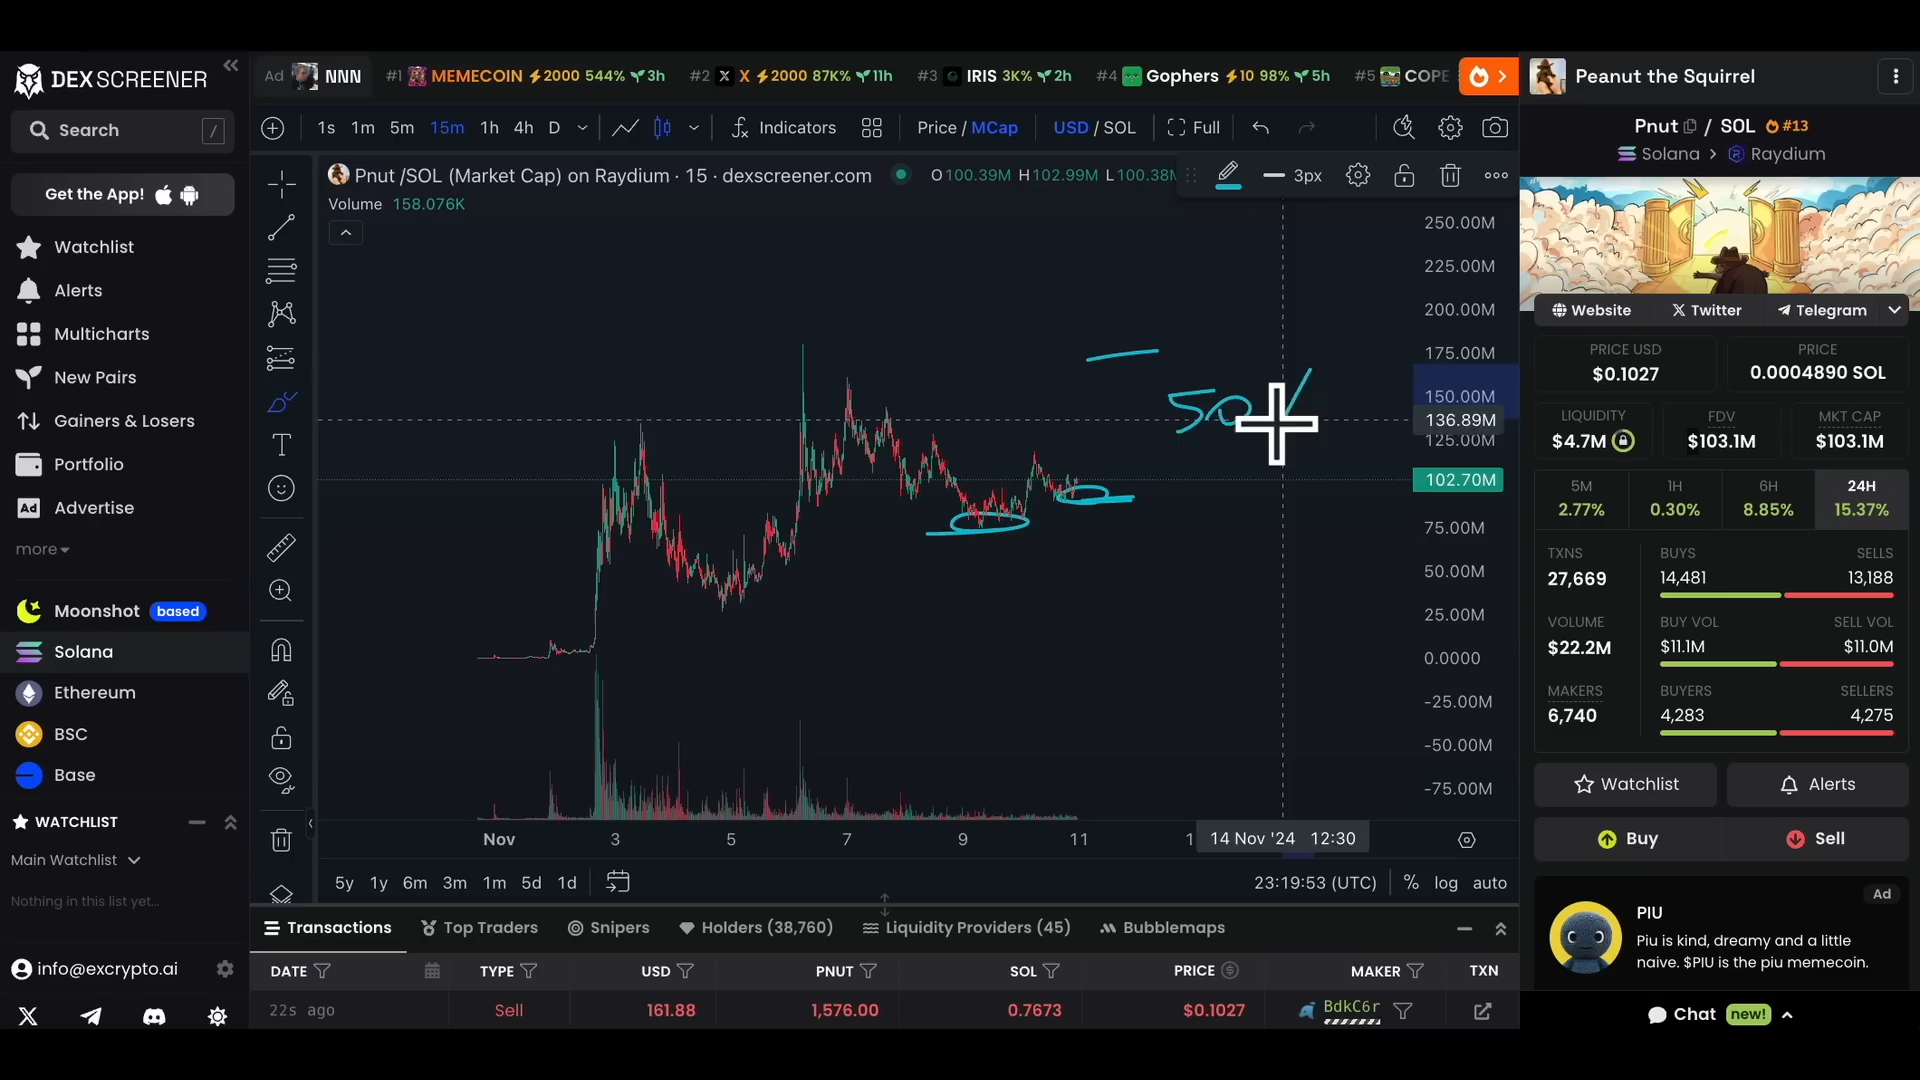 DEX SCREENER
Search /
Get the App!
Watchlist
Alerts
Multicharts
New Pairs
Gainers & Losers
Portfolio
Ad Advertise
more
Moonshot based
Solana
Ethereum
BSC
Base
WATCHLIST
Main Watchlist
Nothing in this list yet...
info@excrypto.ai
Ad NNN #1 MEMECOIN ⚡2000 544% 3h #2 X X ⚡2000 87K% 11h #3 IRIS 3K% 2h #4 Gophers ⚡10 98% 5h #5 COPE
1s 1m 5m 15m 1h 4h D Indicators Price / MCap USD / SOL Full
Pnut /SOL (Market Cap) on Raydium · 15 · dexscreener.com O100.39M H102.99M L100.38M
3px
Volume 158.076K
250.00M
225.00M
200.00M
175.00M
150.00M
136.89M
125.00M
102.70M
75.00M
50.00M
25.00M
0.0000
-25.00M
-50.00M
-75.00M
50
Nov 3 5 7 9 11 1 14 Nov '24 12:30
5y 1y 6m 3m 1m 5d 1d 23:19:53 (UTC) % log auto
Transactions Top Traders Snipers Holders (38,760) Liquidity Providers (45) Bubblemaps
DATE TYPE USD PNUT SOL PRICE MAKER TXN
22s ago Sell 161.88 1,576.00 0.7673 $0.1027 BdkC6r
Peanut the Squirrel
Pnut / SOL #13
Solana > Raydium
Website Twitter Telegram
PRICE USD PRICE
$0.1027 0.0004890 SOL
LIQUIDITY FDV MKT CAP
$4.7M $103.1M $103.1M
5M 1H 6H 24H
2.77% 0.30% 8.85% 15.37%
TXNS BUYS SELLS
27,669 14,481 13,188
VOLUME BUY VOL SELL VOL
$22.2M $11.1M $11.0M
MAKERS BUYERS SELLERS
6,740 4,283 4,275
Watchlist Alerts
Buy Sell
Ad
PIU
Piu is kind, dreamy and a little
naive. $PIU is the piu memecoin.
Chat new!